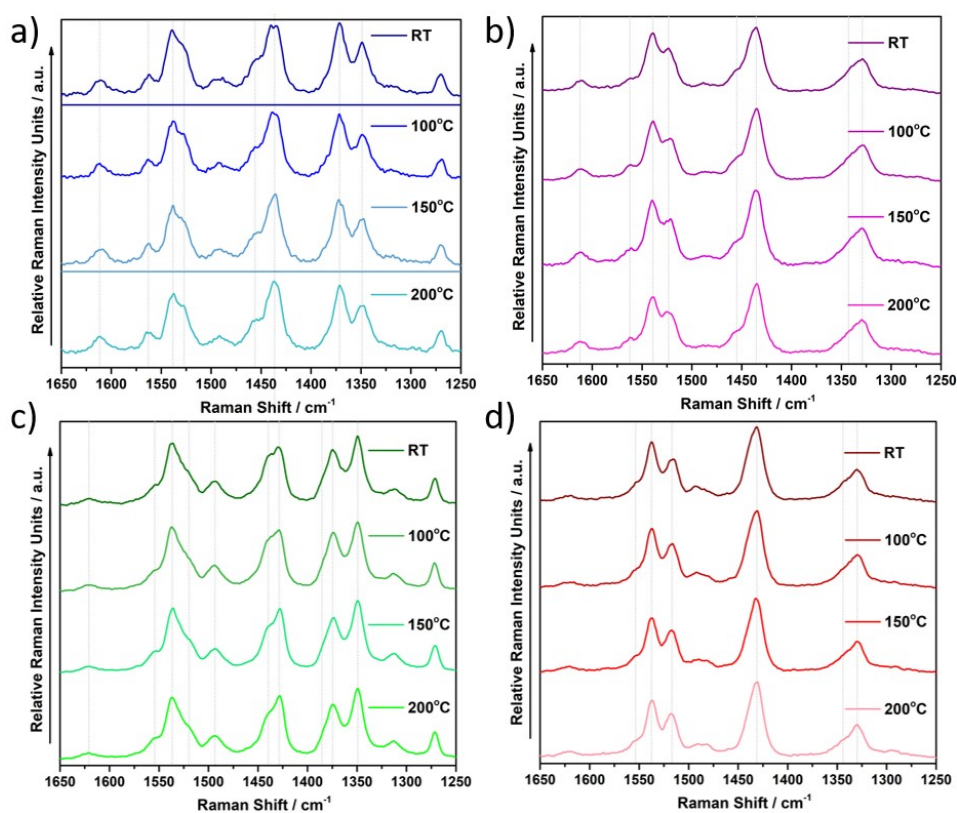 a)
Relative Raman Intensity Units / a.u.
RT
100°C
150°C
200°C
1650 1600 1550 1500 1450 1400 1350 1300 1250
Raman Shift / cm⁻¹
b)
Relative Raman Intensity Units / a.u.
RT
100°C
150°C
200°C
1650 1600 1550 1500 1450 1400 1350 1300 1250
Raman Shift / cm⁻¹
c)
Relative Raman Intensity Units / a.u.
RT
100°C
150°C
200°C
1650 1600 1550 1500 1450 1400 1350 1300 1250
Raman Shift / cm⁻¹
d)
Relative Raman Intensity Units / a.u.
RT
100°C
150°C
200°C
1650 1600 1550 1500 1450 1400 1350 1300 1250
Raman Shift / cm⁻¹